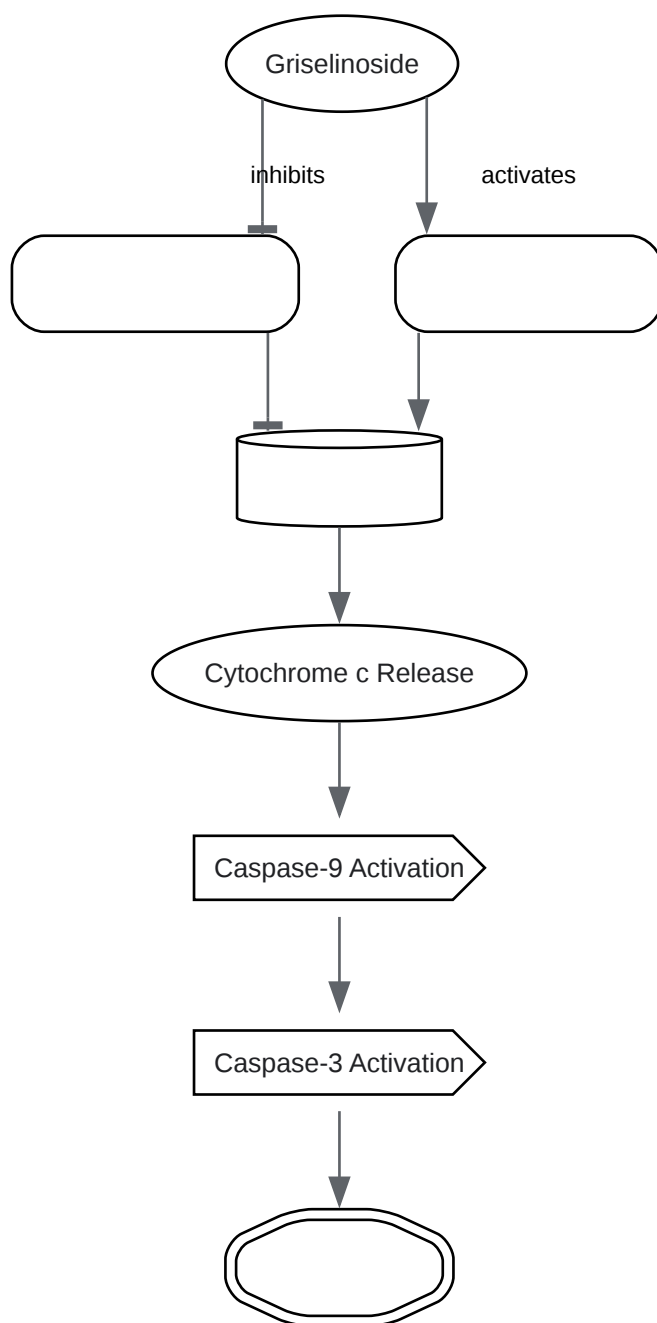 Griselinoside
inhibits
activates
Cytochrome c Release
Caspase-9 Activation
Caspase-3 Activation